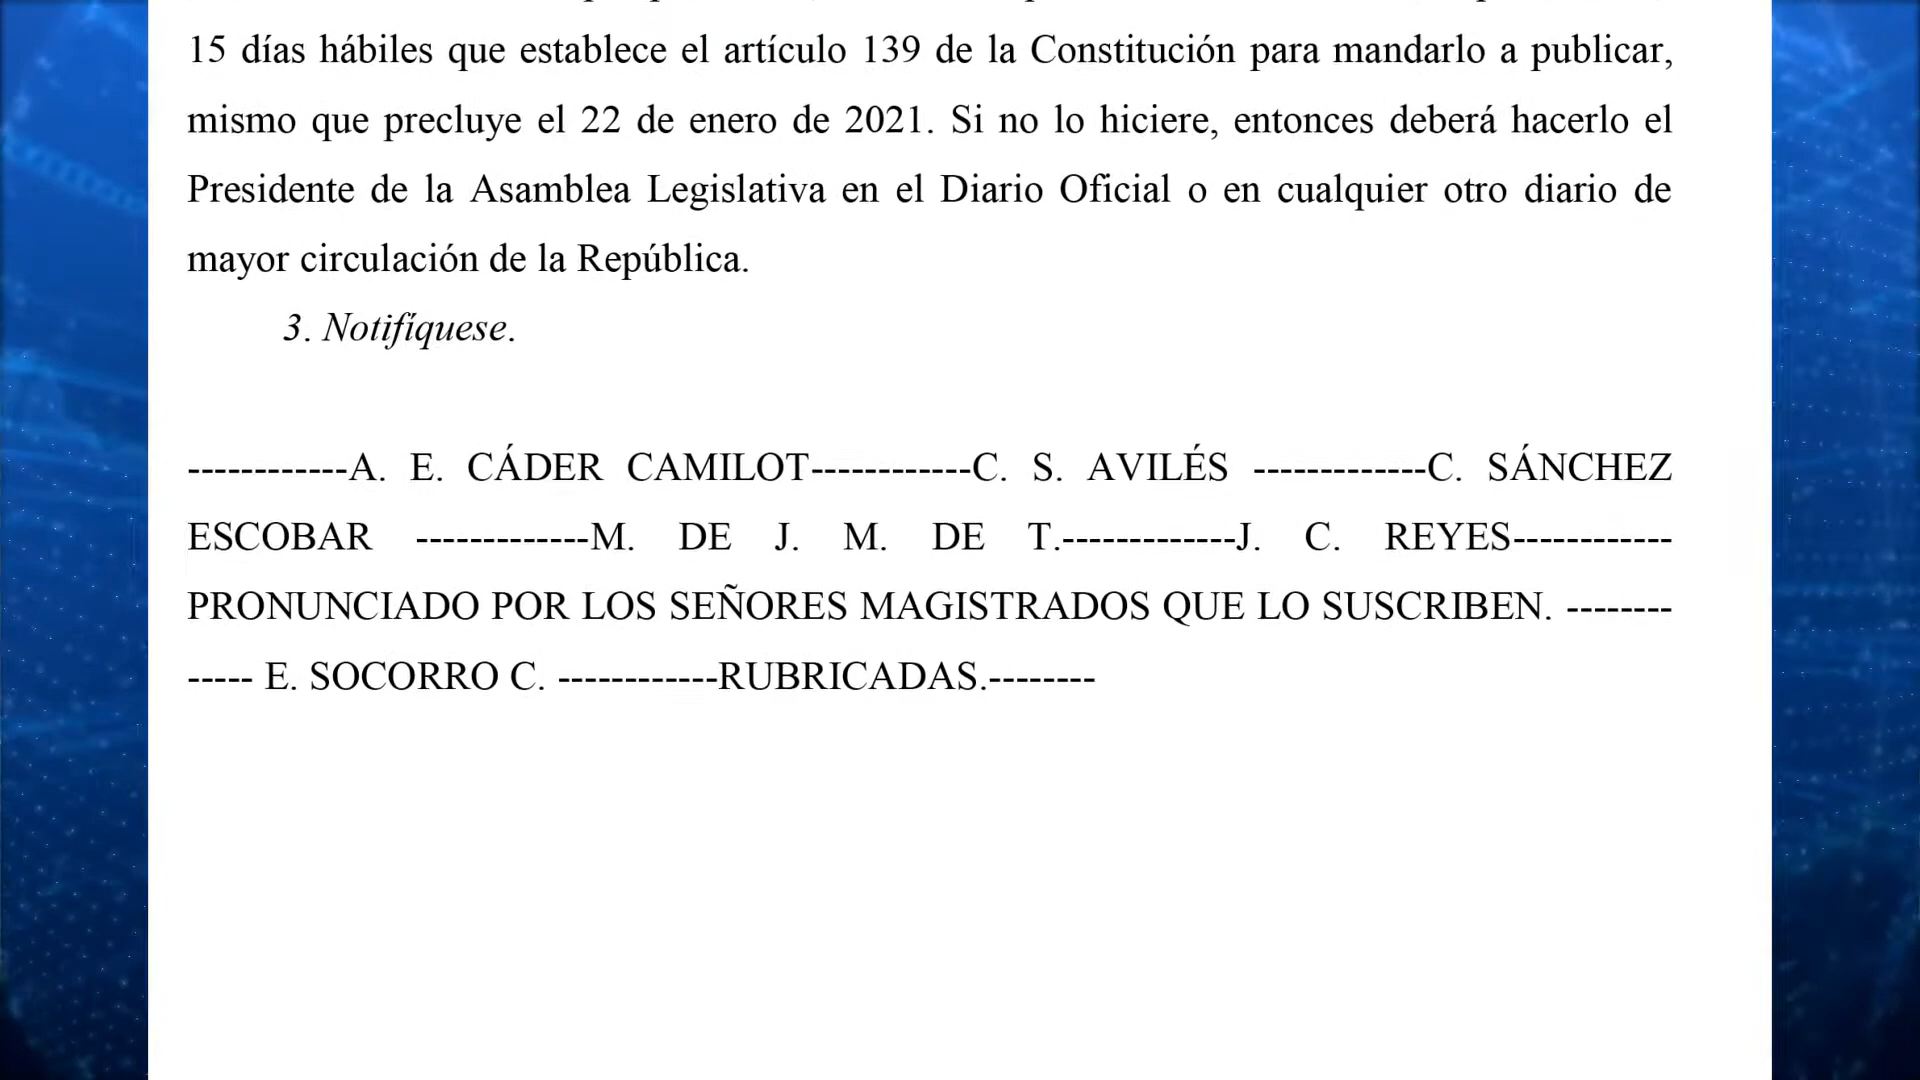 15 días hábiles que establece el artículo 139 de la Constitución para mandarlo a publicar,
mismo que precluye el 22 de enero de 2021. Si no lo hiciere, entonces deberá hacerlo el
Presidente de la Asamblea Legislativa en el Diario Oficial o en cualquier otro diario de
mayor circulación de la República.
3. Notifíquese.
------------A. E. CÁDER CAMILOT------------C. S. AVILÉS -------------C. SÁNCHEZ
ESCOBAR -------------M. DE J. M. DE T.-------------J. C. REYES------------
PRONUNCIADO POR LOS SEÑORES MAGISTRADOS QUE LO SUSCRIBEN. --------
----- E. SOCORRO C. ------------RUBRICADAS.--------